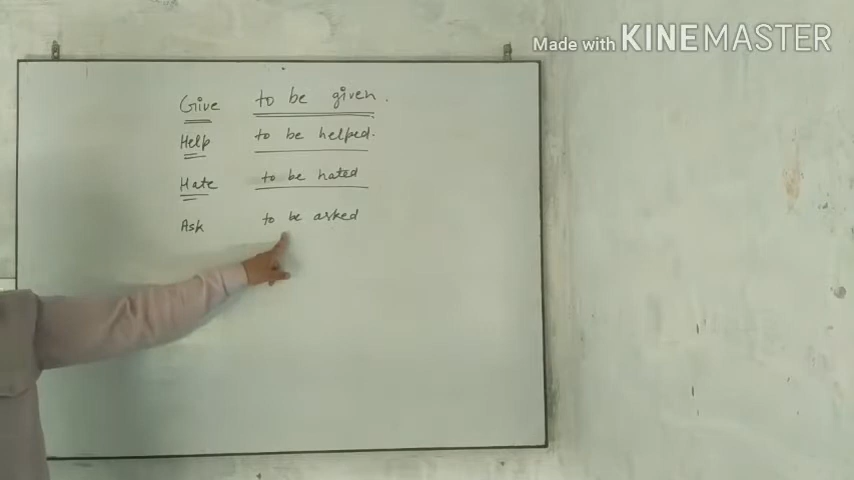 Made with KINEMASTER
Give to be given.
Help to be helped.
Hate to be hated
Ask to be asked